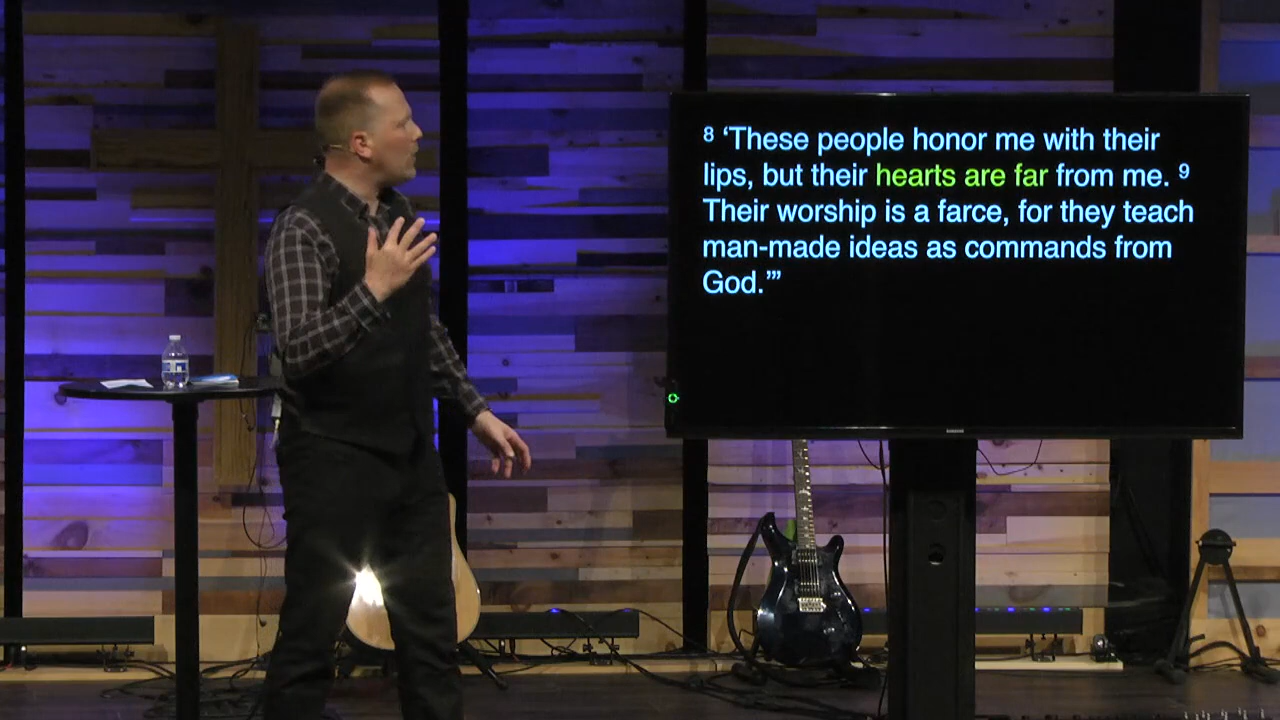 8 ‘These people honor me with their
lips, but their hearts are far from me. 9
Their worship is a farce, for they teach
man-made ideas as commands from
God.’”